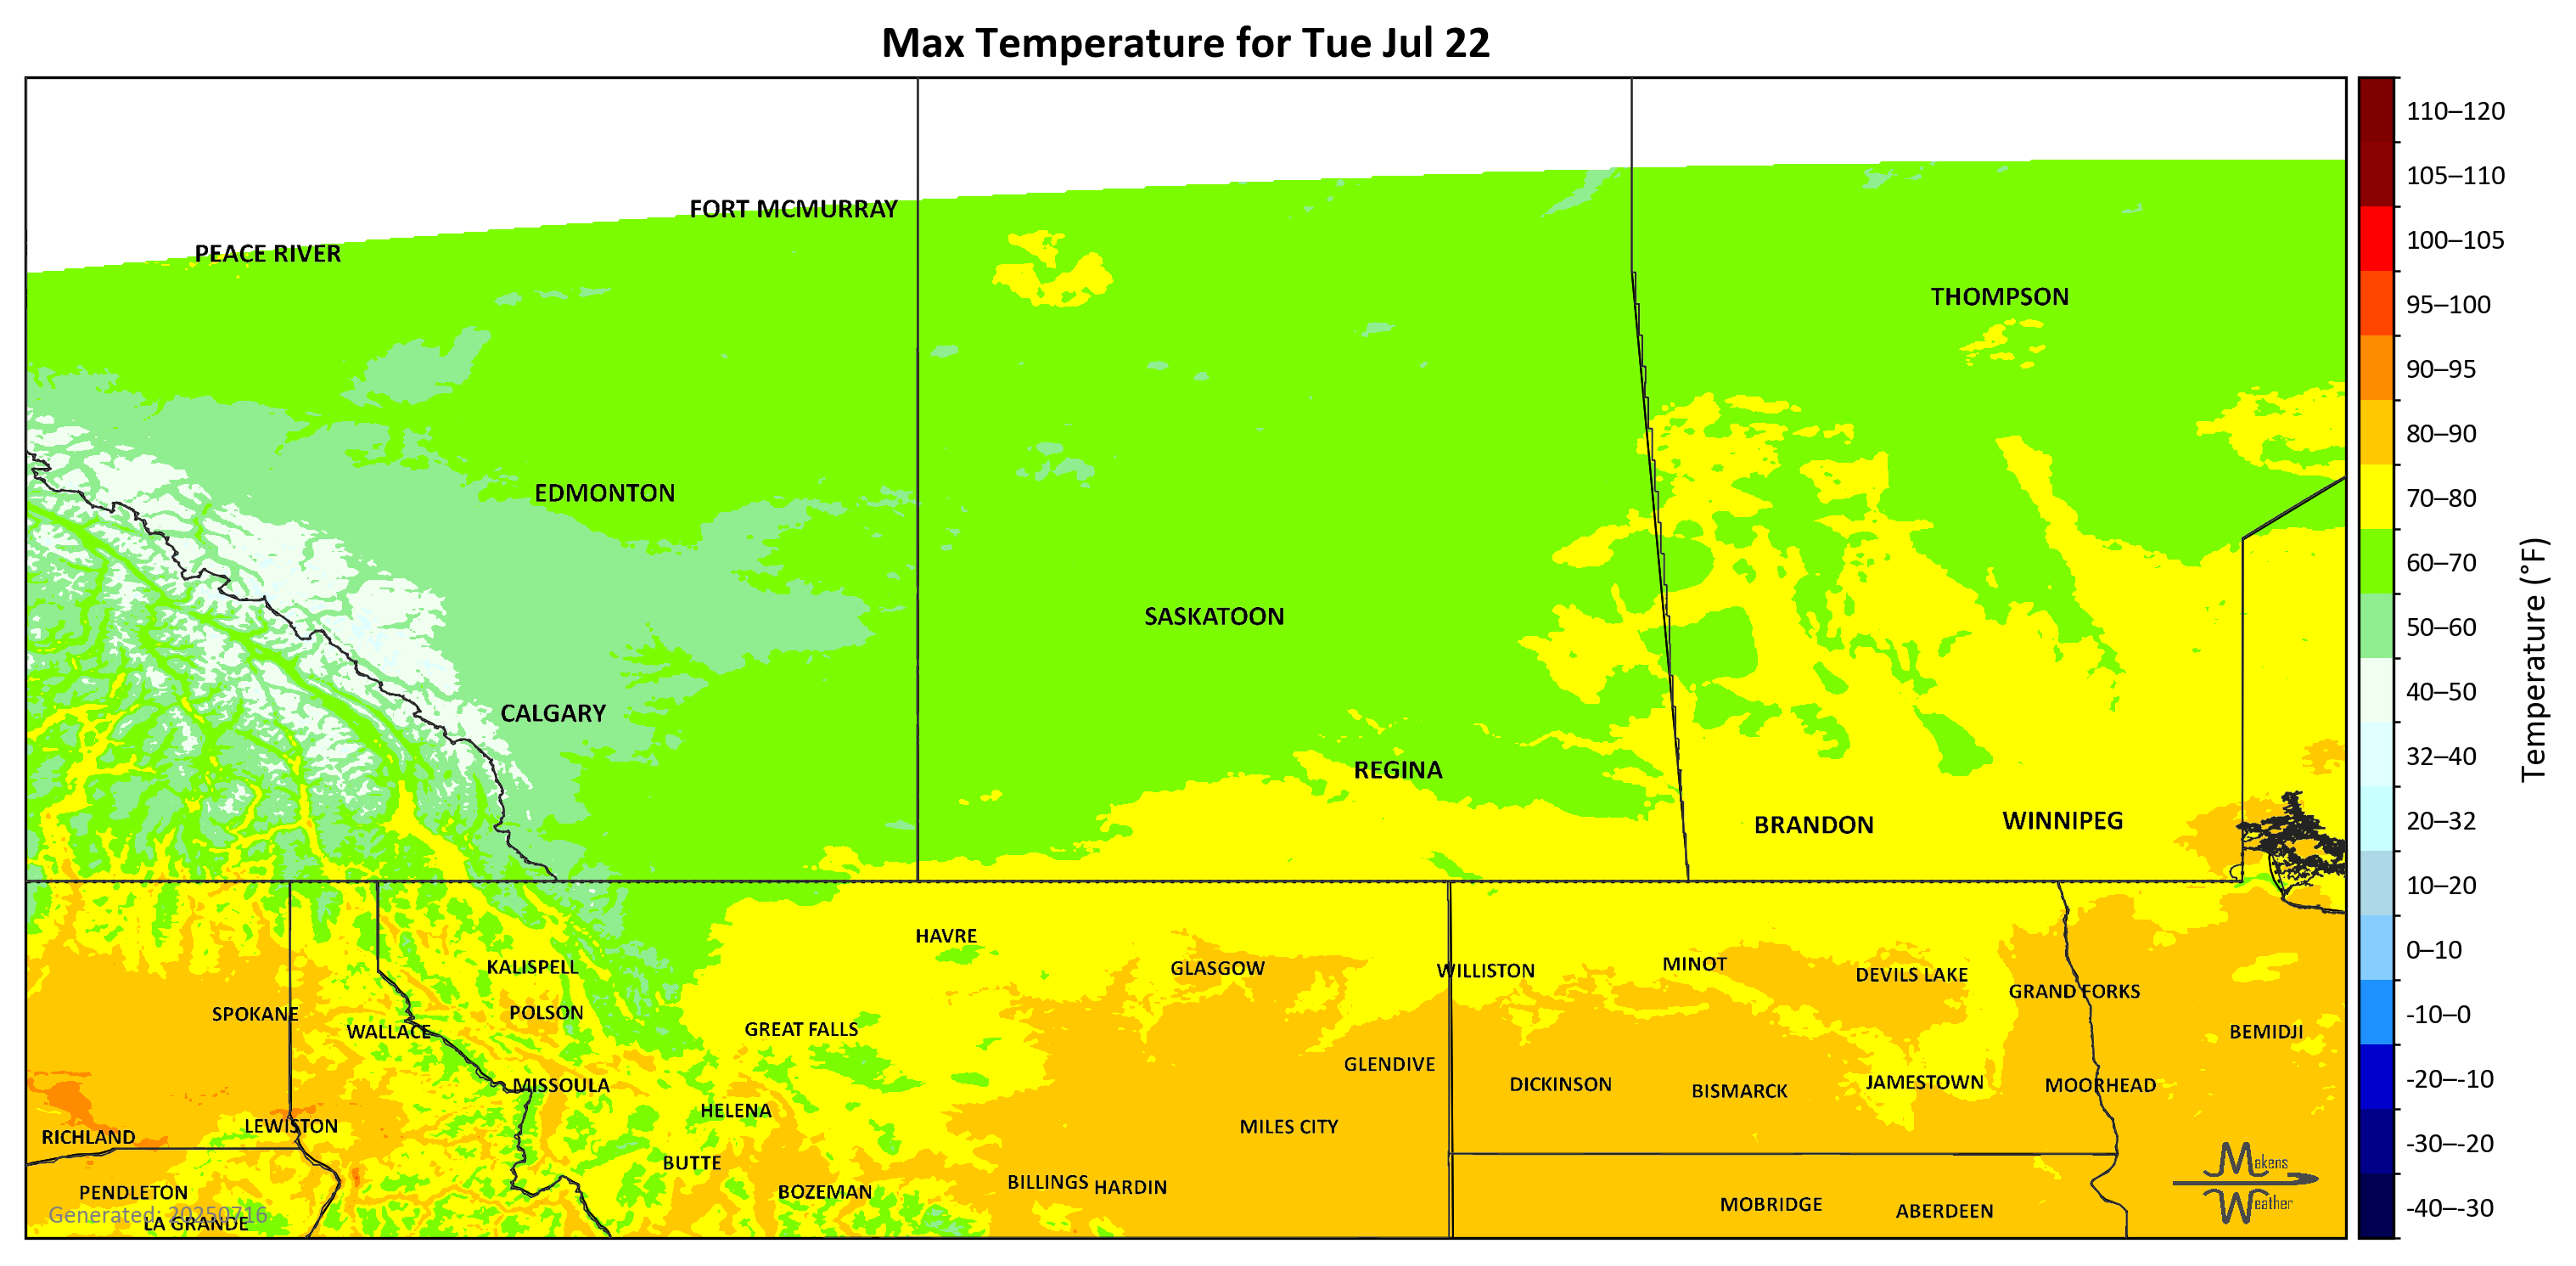 Max Temperature for Tue Jul 22
FORT MCMURRAY
PEACE RIVER
THOMPSON
EDMONTON
SASKATOON
CALGARY
REGINA
BRANDON
WINNIPEG
HAVRE
KALISPELL
GLASGOW
WILLISTON
MINOT
DEVILS LAKE
GRAND FORKS
SPOKANE
POLSON
WALLACE
GREAT FALLS
BEMIDJI
GLENDIVE
MISSOULA
DICKINSON
BISMARCK
JAMESTOWN
MOORHEAD
HELENA
LEWISTON
MILES CITY
RICHLAND
BUTTE
BILLINGS
HARDIN
PENDLETON
BOZEMAN
MOBRIDGE
ABERDEEN
LA GRANDE
Generated: 20250716
Makens
Weather
110–120
105–110
100–105
95–100
90–95
80–90
70–80
60–70
50–60
40–50
32–40
20–32
10–20
0–10
-10–0
-20–-10
-30–-20
-40–-30
Temperature (°F)